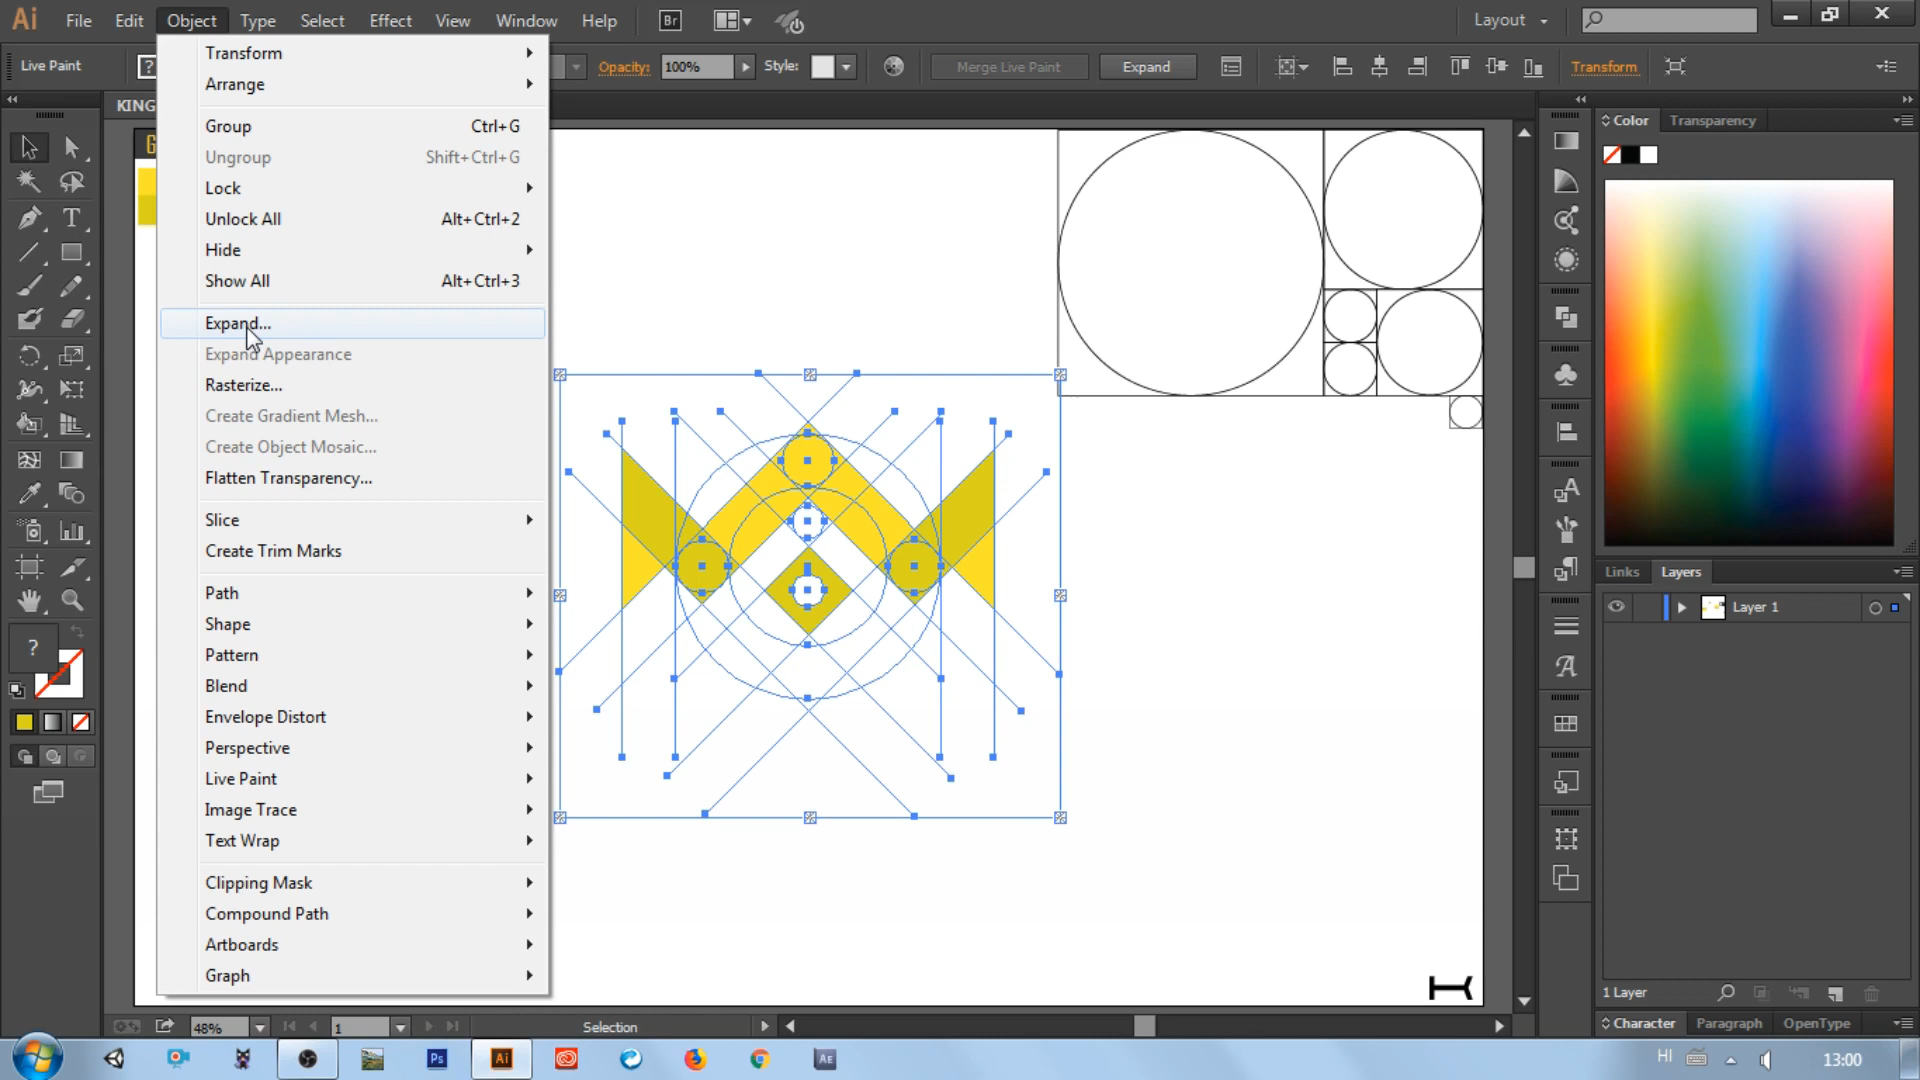 Ai File Edit Object Type Select Effect View Window Help Br Layout
Live Paint ? Opacity: 100% Style: Merge Live Paint Expand Transform
KING
Transform
Arrange
Group Ctrl+G
Ungroup Shift+Ctrl+G
Lock
Unlock All Alt+Ctrl+2
Hide
Show All Alt+Ctrl+3
Expand...
Expand Appearance
Rasterize...
Create Gradient Mesh...
Create Object Mosaic...
Flatten Transparency...
Slice
Create Trim Marks
Path
Shape
Pattern
Blend
Envelope Distort
Perspective
Live Paint
Image Trace
Text Wrap
Clipping Mask
Compound Path
Artboards
Graph
?
Color Transparency
Links Layers
Layer 1
1 Layer
Character Paragraph OpenType
48% 1 Selection
Ps Ai AE HI 13:00